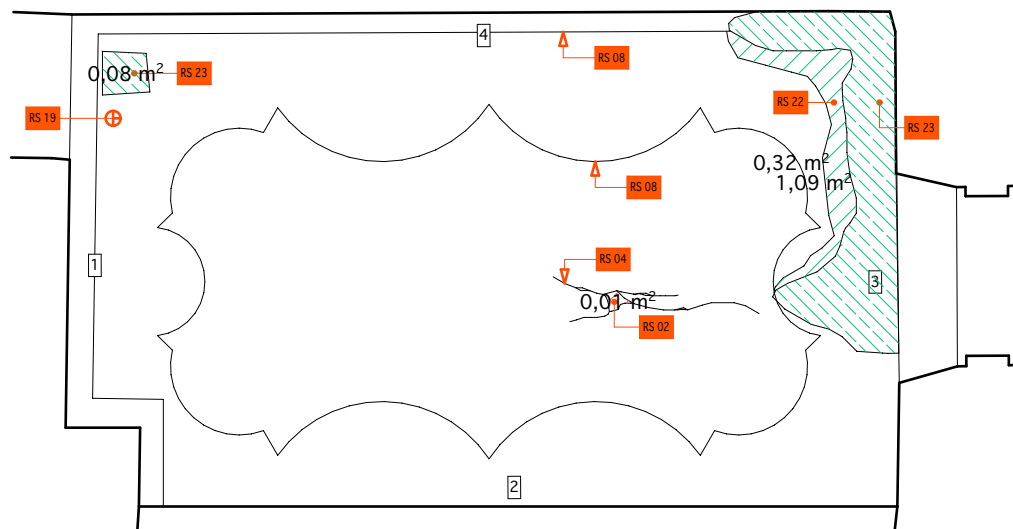 4
RS 08
0,08 m²
RS 23
RS 22
RS 19
RS 23
0,32 m²
1,09 m²
RS 08
RS 04
1
3
0,01 m²
RS 02
2